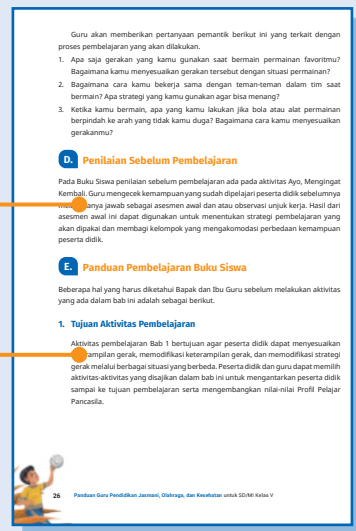 Guru akan memberikan pertanyaan pemantik berikut ini yang terkait dengan
proses pembelajaran yang akan dilakukan.
1. Apa saja gerakan yang kamu gunakan saat bermain permainan favoritmu?
Bagaimana kamu menyesuaikan gerakan tersebut dengan situasi permainan?
2. Bagaimana cara kamu bekerja sama dengan teman-teman dalam tim saat
bermain? Apa strategi yang kamu gunakan agar bisa menang?
3. Ketika kamu bermain, apa yang kamu lakukan jika bola atau alat permainan
berpindah ke arah yang tidak kamu duga? Bagaimana cara kamu menyesuaikan
gerakanmu?
D. Penilaian Sebelum Pembelajaran
Pada Buku Siswa penilaian sebelum pembelajaran ada pada aktivitas Ayo, Mengingat
Kembali. Guru mengecek kemampuan yang sudah dipelajari peserta didik sebelumnya
jawab sebagai asesmen awal dan atau observasi unjuk kerja. Hasil dari
asesmen awal ini dapat digunakan untuk menentukan strategi pembelajaran yang
akan dipakai dan membagi kelompok yang mengakomodasi perbedaan kemampuan
peserta didik.
E. Panduan Pembelajaran Buku Siswa
Beberapa hal yang harus diketahui Bapak dan Ibu Guru sebelum melakukan aktivitas
yang ada dalam bab ini adalah sebagai berikut.
1. Tujuan Aktivitas Pembelajaran
Aktivitas pembelajaran Bab 1 bertujuan agar peserta didik dapat menyesuaikan
gerak, memodifikasi keterampilan gerak, dan memodifikasi strategi
gerak melalui berbagai situasi yang berbeda. Peserta didik dan guru dapat memilih
aktivitas-aktivitas yang disajikan dalam bab ini untuk mengantarkan peserta didik
sampai ke tujuan pembelajaran serta mengembangkan nilai-nilai Profil Pelajar
Pancasila.
26 Panduan Guru Pendidikan Jasmani, Olahraga, dan Kesehatan untuk SD/MI Kelas V